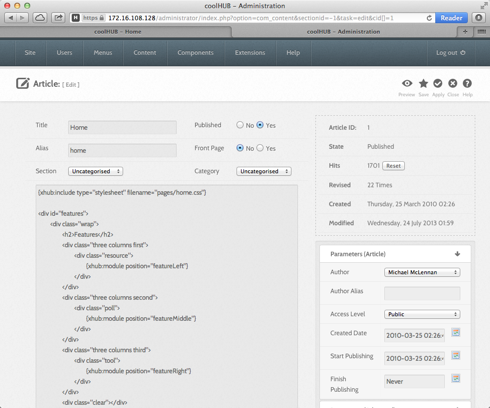 coolHUB – Administration
https 172.16.108.128/administrator/index.php?option=com_content&sectionid=-1&task=edit&cid[]=1
Reader
coolHUB – Home
coolHUB – Administration
Site Users Menus Content Components Extensions Help Log out
Article: [ Edit ]
Preview Save Apply Close Help
Title Home
Published No Yes
Alias home
Front Page No Yes
Section Uncategorised
Category Uncategorised
{xhub:include type="stylesheet" filename="pages/home.css"}
<div id="features">
<div class="wrap">
<h2>Features</h2>
<div class="three columns first">
<div class="resource">
{xhub:module position="featureLeft"}
</div>
</div>
<div class="three columns second">
<div class="poll">
{xhub:module position="featureMiddle"}
</div>
</div>
<div class="three columns third">
<div class="tool">
{xhub:module position="featureRight"}
</div>
</div>
<div class="clear"></div>
Article ID: 1
State Published
Hits 1701 Reset
Revised 22 Times
Created Thursday, 25 March 2010 02:26
Modified Wednesday, 24 July 2013 01:59
Parameters (Article)
Author Michael McLennan
Author Alias
Access Level Public
Created Date 2010-03-25 02:26:
Start Publishing 2010-03-25 02:26:
Finish
Publishing
Never